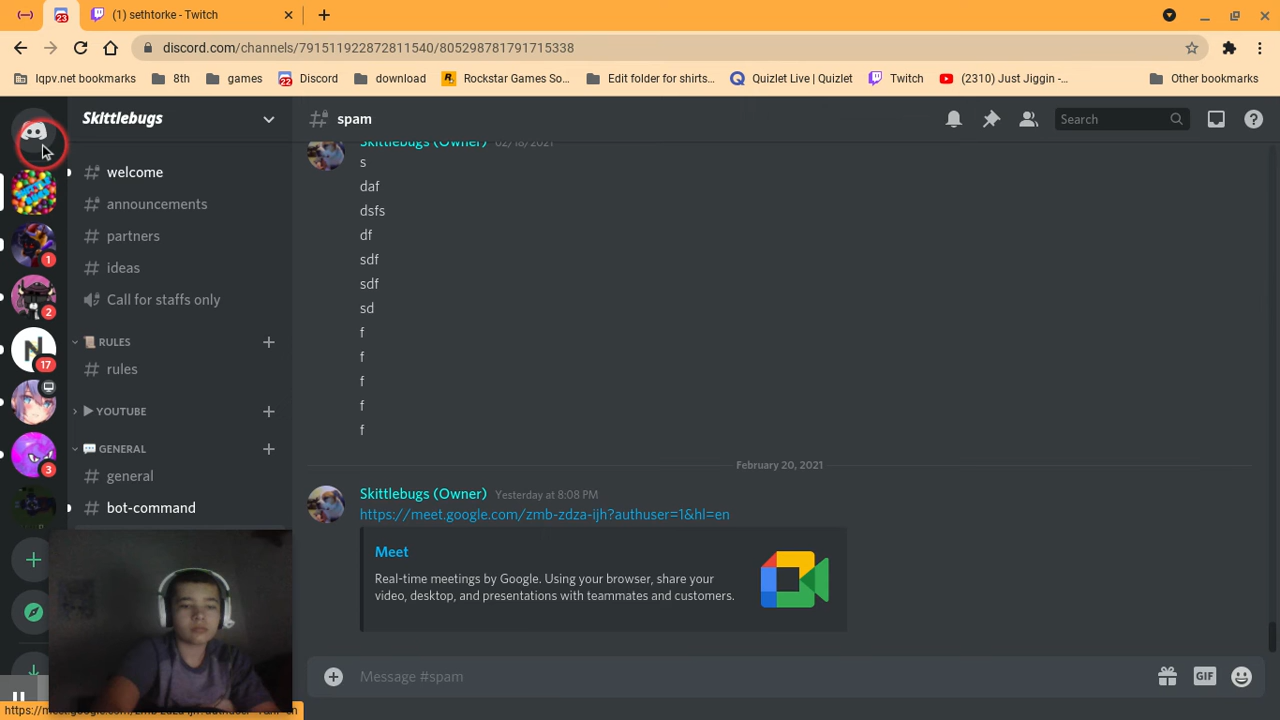 23
(1) sethtorke - Twitch
discord.com/channels/791511922872811540/805298781791715338
lqpv.net bookmarks
8th
games
22
Discord
download
Rockstar Games So...
Edit folder for shirts...
Quizlet Live | Quizlet
Twitch
(2310) Just Jiggin -...
Other bookmarks
Skittlebugs
spam
Search
welcome
announcements
partners
ideas
Call for staffs only
RULES
rules
YOUTUBE
GENERAL
general
bot-command
1
2
17
3
Skittlebugs (Owner) 02/18/2021
s
daf
dsfs
df
sdf
sdf
sd
f
f
f
f
f
February 20, 2021
Skittlebugs (Owner) Yesterday at 8:08 PM
https://meet.google.com/zmb-zdza-ijh?authuser=1&hl=en
Meet
Real-time meetings by Google. Using your browser, share your
video, desktop, and presentations with teammates and customers.
Message #spam
GIF